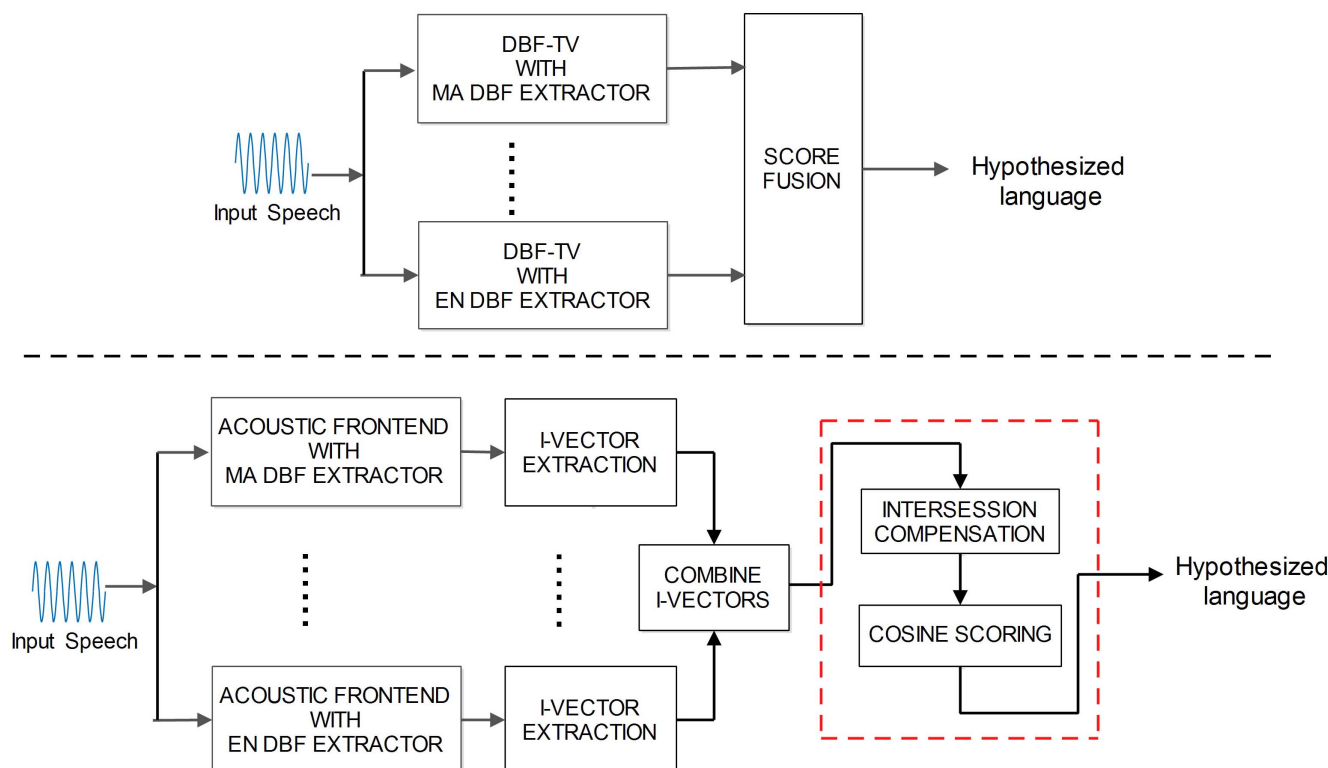 DBF-TV
WITH
MA DBF EXTRACTOR
Input Speech
DBF-TV
WITH
EN DBF EXTRACTOR
SCORE
FUSION
Hypothesized
language
ACOUSTIC FRONTEND
WITH
MA DBF EXTRACTOR
I-VECTOR
EXTRACTION
Input Speech
ACOUSTIC FRONTEND
WITH
EN DBF EXTRACTOR
I-VECTOR
EXTRACTION
COMBINE
I-VECTORS
INTERSESSION
COMPENSATION
COSINE SCORING
Hypothesized
language